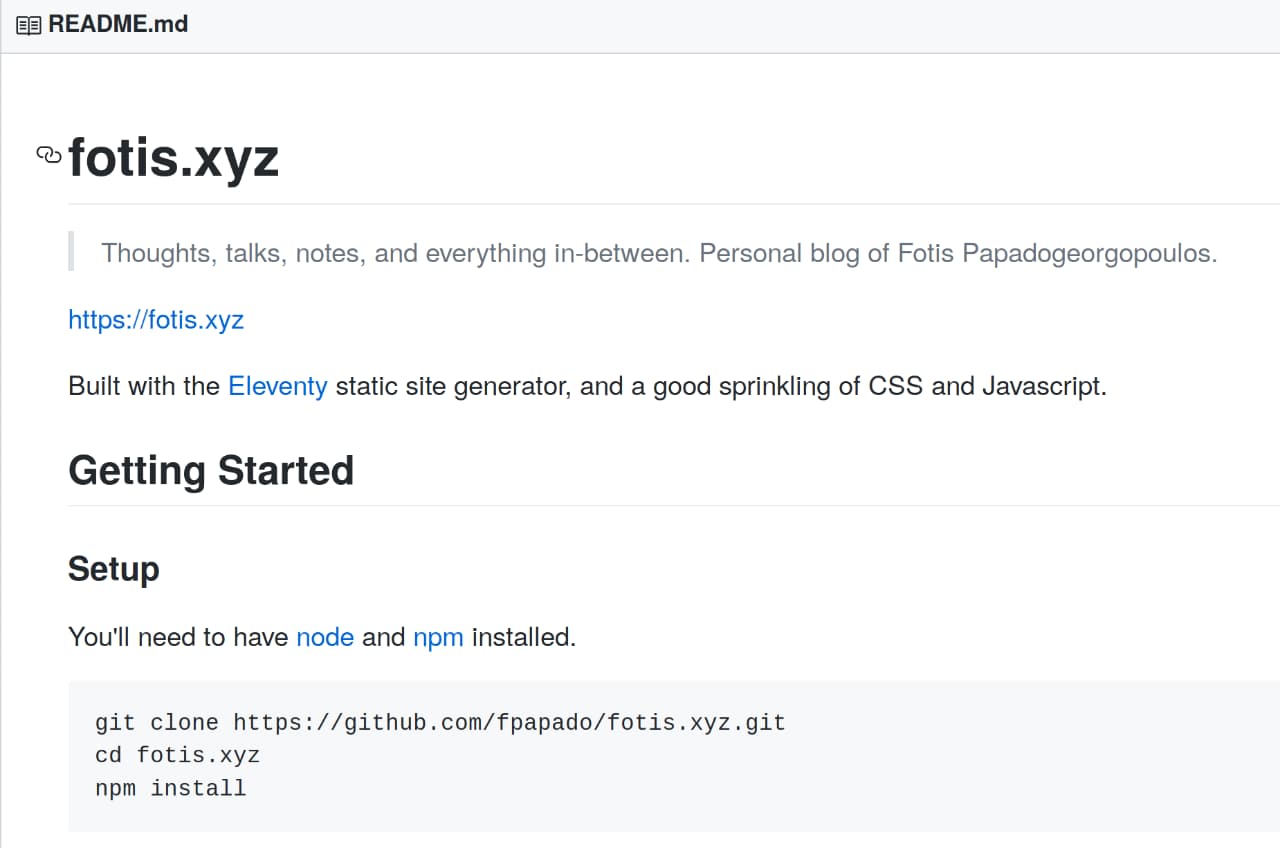 README.md
fotis.xyz
Thoughts, talks, notes, and everything in-between. Personal blog of Fotis Papadogeorgopoulos.
https://fotis.xyz
Built with the Eleventy static site generator, and a good sprinkling of CSS and Javascript.
Getting Started
Setup
You'll need to have node and npm installed.
git clone https://github.com/fpapado/fotis.xyz.git
cd fotis.xyz
npm install